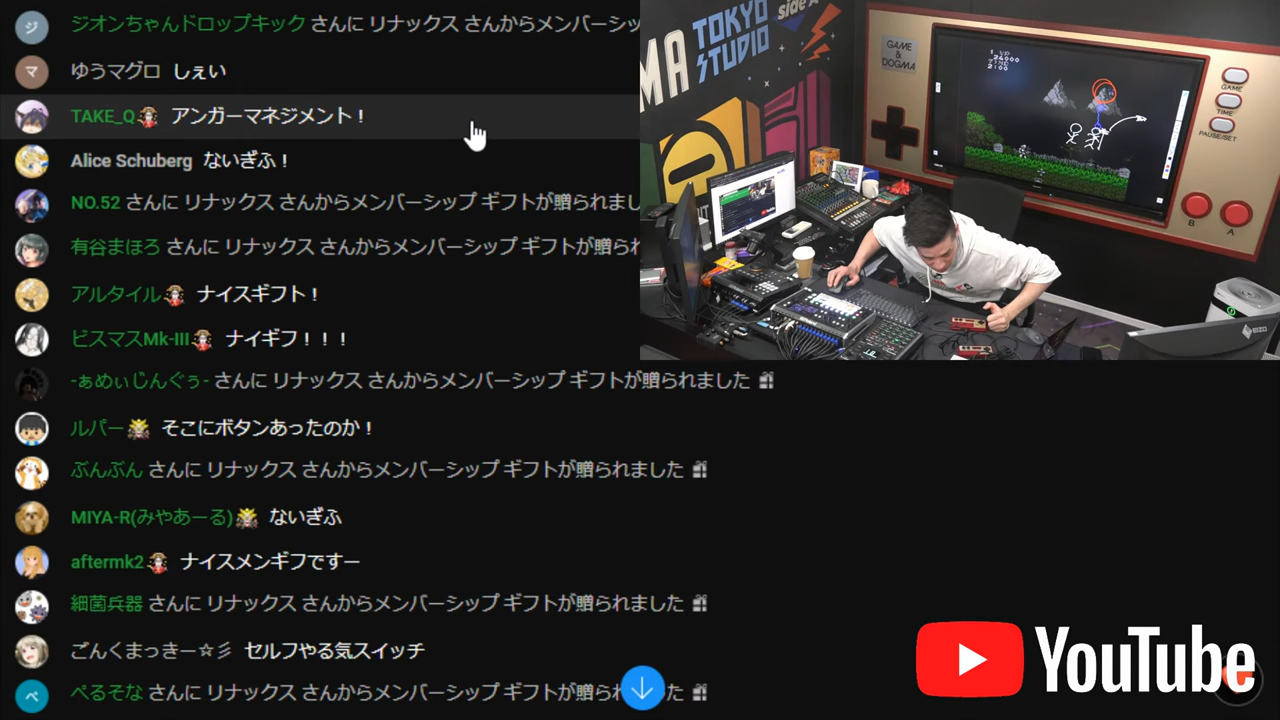 ジ
ジオンちゃんドロップキック さんに リナックス さんからメンバーシッ
マ
ゆうマグロ しぇい
TAKE_Q アンガーマネジメント！
Alice Schuberg ないぎふ！
NO.52 さんに リナックス さんからメンバーシップ ギフトが贈られまし
有谷まほろ さんに リナックス さんからメンバーシップ ギフトが贈られ
アルタイル ナイスギフト！
ビスマスMk-III ナイギフ！！！
-ぁめぃじんぐぅ- さんに リナックス さんからメンバーシップ ギフトが贈られました
ルパー そこにボタンあったのか！
ぶんぶん さんに リナックス さんからメンバーシップ ギフトが贈られました
MIYA-R(みやあーる) ないぎふ
aftermk2 ナイスメンギフですー
細菌兵器 さんに リナックス さんからメンバーシップ ギフトが贈られました
ごんくまっきー☆彡 セルフやる気スイッチ
ぺ
ぺるそな さんに リナックス さんからメンバーシップ ギフトが贈られ た
MA
TOKYO
STUDIO
side A
GAME
& DOGMA
24000
2100
GAME
TIME
PAUSE/SET
B
A
EIZO
YouTube